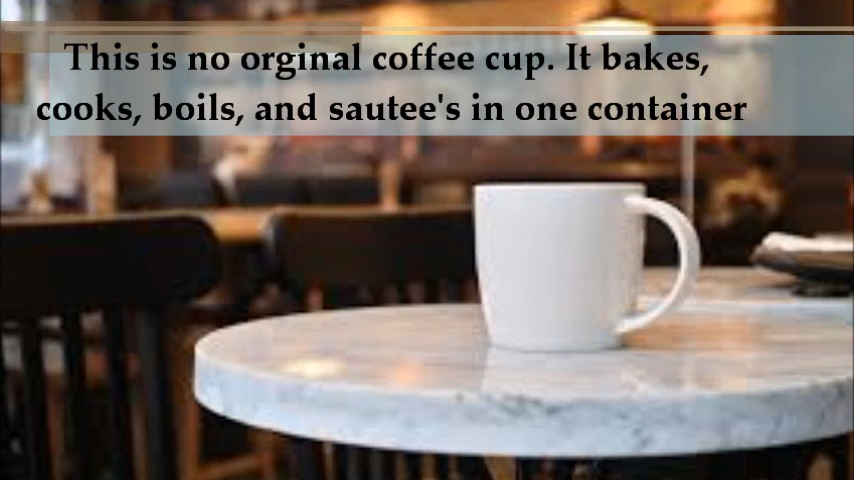 This is no orginal coffee cup. It bakes,
cooks, boils, and sautee's in one container